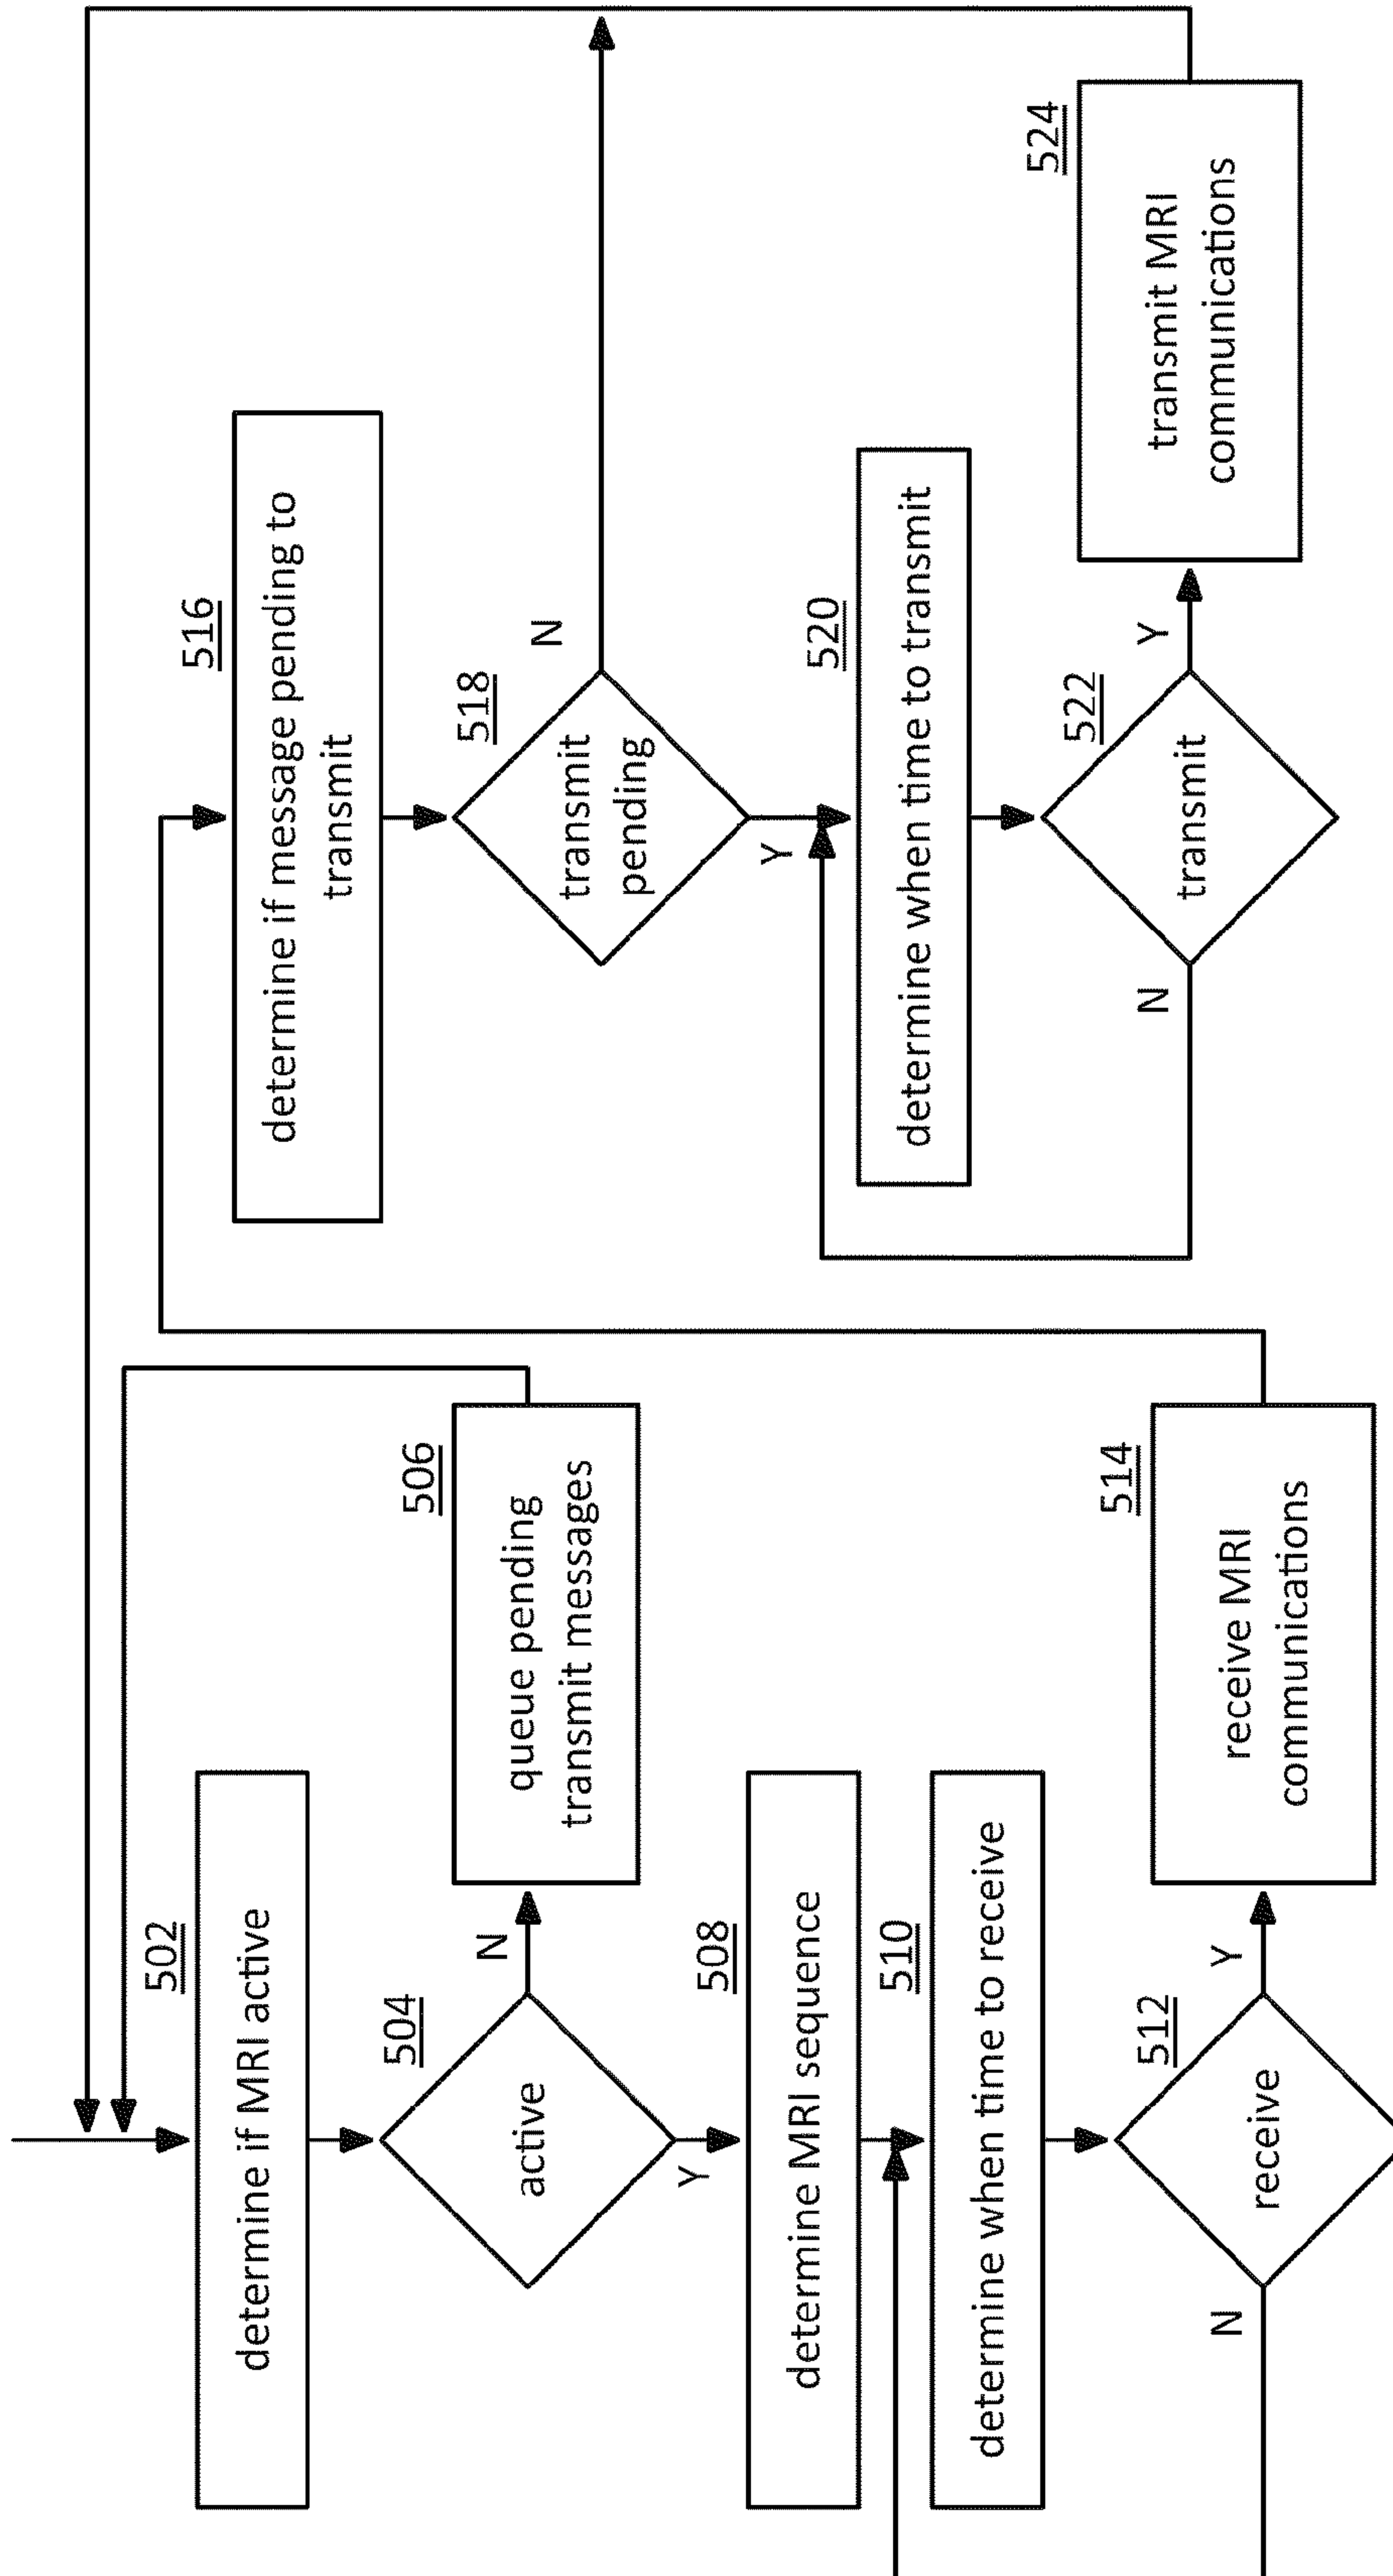 502
determine if MRI active
504
active
N
506
queue pending
transmit messages
Y
508
determine MRI sequence
510
determine when time to receive
512
receive
N
Y
514
receive MRI
communications
516
determine if message pending to
transmit
518
transmit
pending
N
Y
520
determine when time to transmit
522
transmit
N
Y
524
transmit MRI
communications